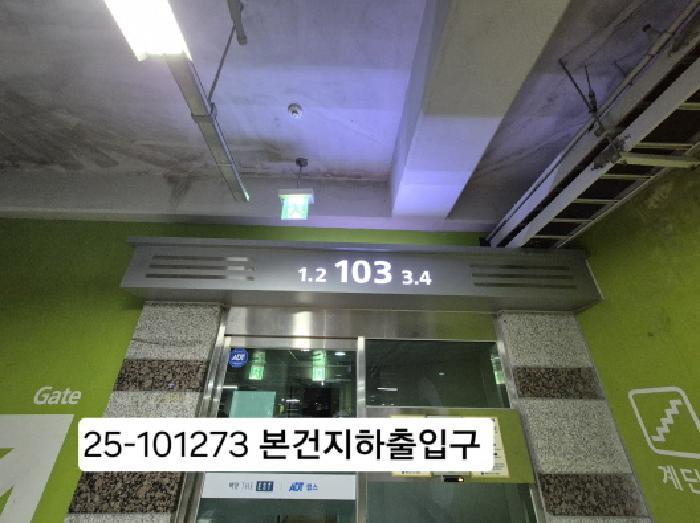 1.2 103 3.4
ADT
Gate
25-101273 본건지하출입구
계단
ADT 캡스